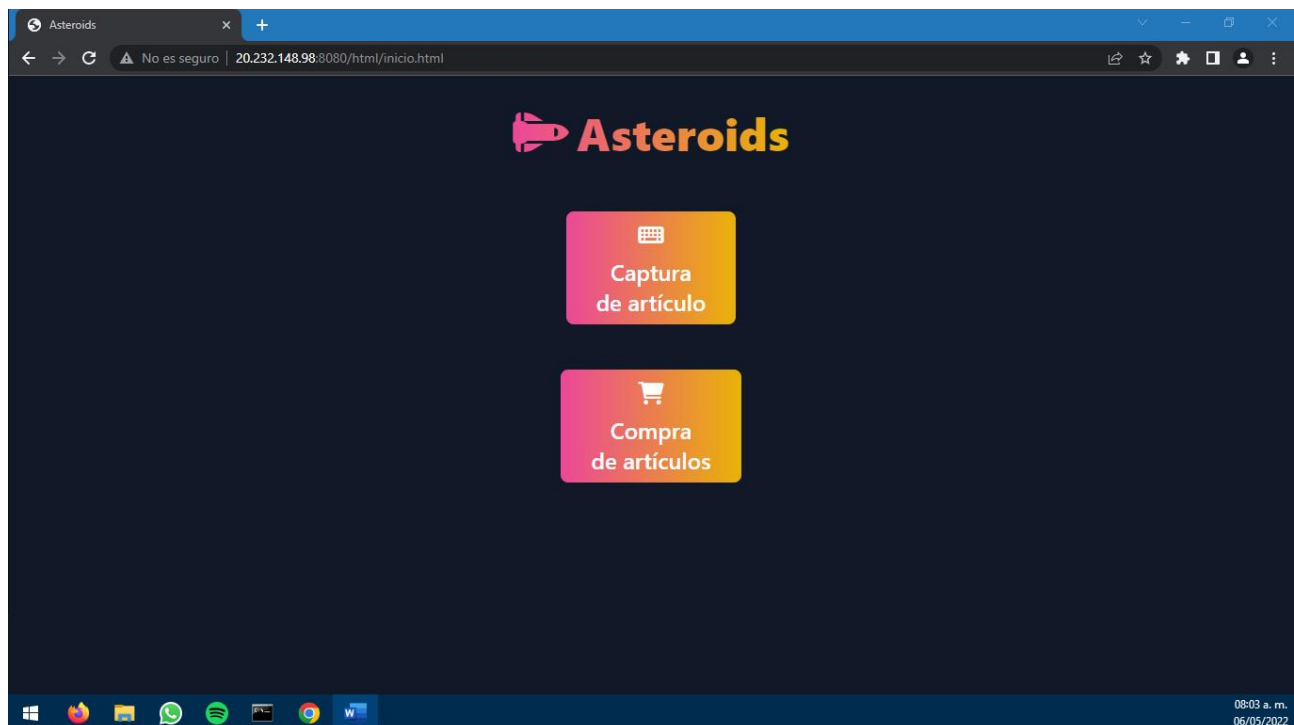 Asteroids
No es seguro | 20.232.148.98:8080/html/inicio.html
Asteroids
Captura
de artículo
Compra
de artículos
08:03 a. m.
06/05/2022